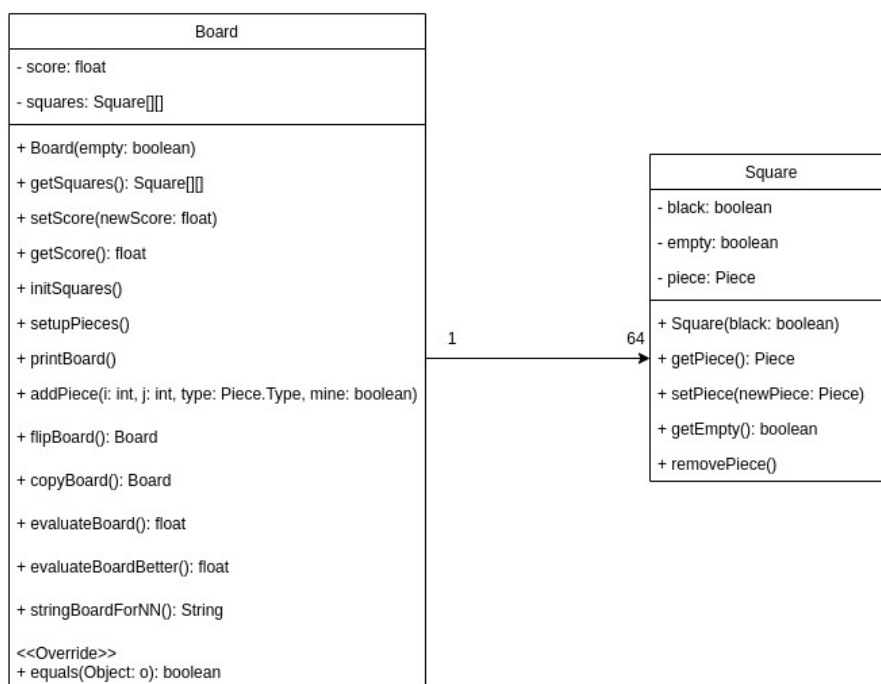 Board
- score: float
- squares: Square[][]
+ Board(empty: boolean)
+ getSquares(): Square[][]
+ setScore(newScore: float)
+ getScore(): float
+ initSquares()
+ setupPieces()
+ printBoard()
+ addPiece(i: int, j: int, type: Piece.Type, mine: boolean)
+ flipBoard(): Board
+ copyBoard(): Board
+ evaluateBoard(): float
+ evaluateBoardBetter(): float
+ stringBoardForNN(): String
<<Override>>
+ equals(Object: o): boolean
1
64
Square
- black: boolean
- empty: boolean
- piece: Piece
+ Square(black: boolean)
+ getPiece(): Piece
+ setPiece(newPiece: Piece)
+ getEmpty(): boolean
+ removePiece()